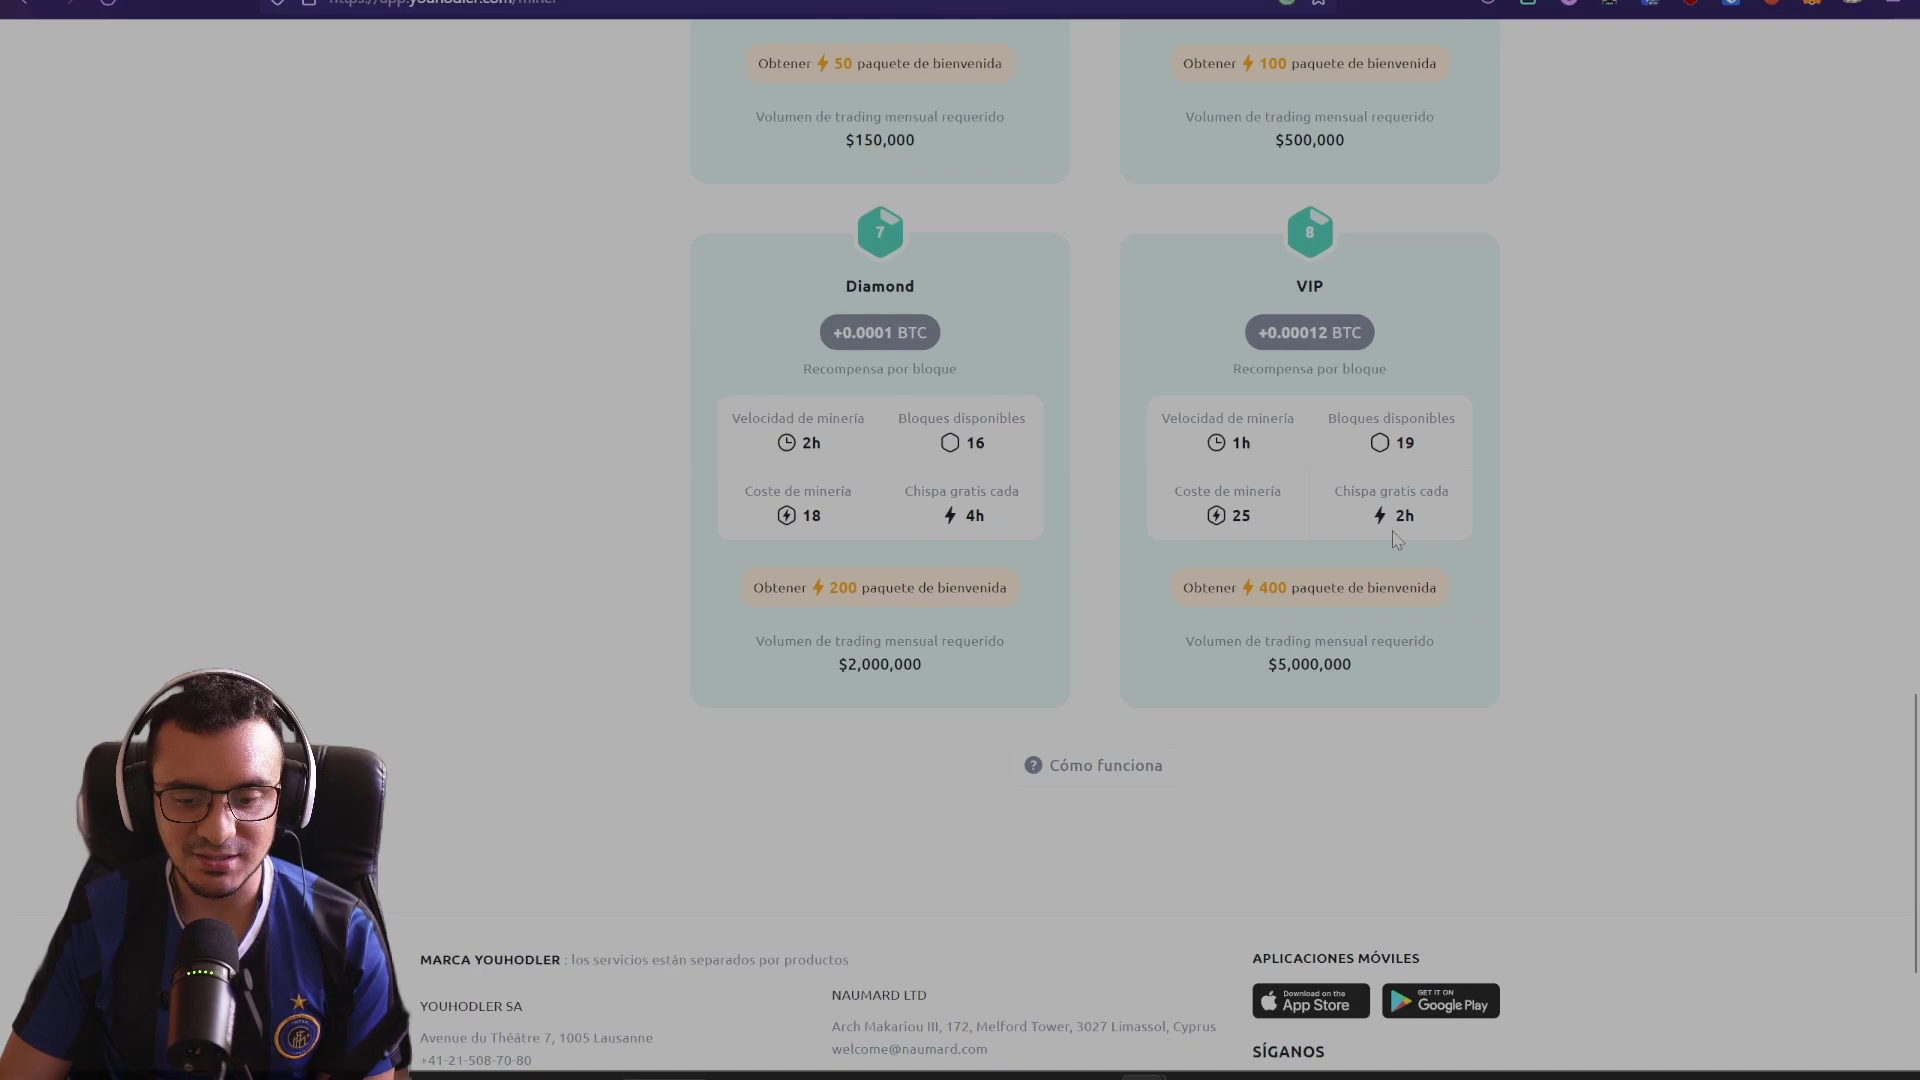 https://app.youhodler.com/miner
Obtener 50 paquete de bienvenida
Volumen de trading mensual requerido
$150,000
Obtener 100 paquete de bienvenida
Volumen de trading mensual requerido
$500,000
7
Diamond
+0.0001 BTC
Recompensa por bloque
Velocidad de minería
2h
Bloques disponibles
16
Coste de minería
18
Chispa gratis cada
4h
Obtener 200 paquete de bienvenida
Volumen de trading mensual requerido
$2,000,000
8
VIP
+0.00012 BTC
Recompensa por bloque
Velocidad de minería
1h
Bloques disponibles
19
Coste de minería
25
Chispa gratis cada
2h
Obtener 400 paquete de bienvenida
Volumen de trading mensual requerido
$5,000,000
? Cómo funciona
MARCA YOUHODLER : los servicios están separados por productos
YOUHODLER SA
Avenue du Théâtre 7, 1005 Lausanne
+41-21-508-70-80
NAUMARD LTD
Arch Makariou III, 172, Melford Tower, 3027 Limassol, Cyprus
welcome@naumard.com
APLICACIONES MÓVILES
Download on the
App Store
GET IT ON
Google Play
SÍGANOS